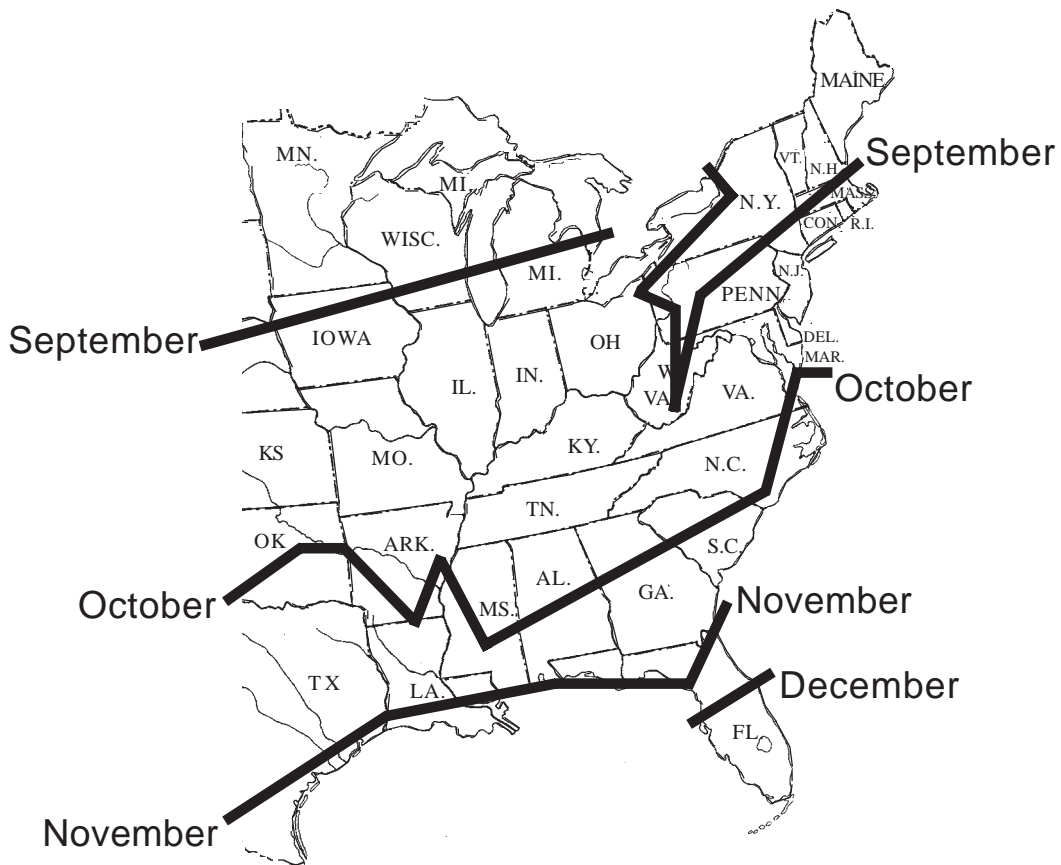 MAINE
MN.
VT.
September
N.H.
MI.
MASS.
N.Y.
CON.
R.I.
WISC.
MI.
N.J.
PENN.
September
IOWA
OH
DEL.
MAR.
W
VA.
IL.
IN.
VA.
October
KS
MO.
KY.
N.C.
TN.
OK
ARK.
S.C.
AL.
GA.
October
MS.
November
TX
LA.
December
FL
November